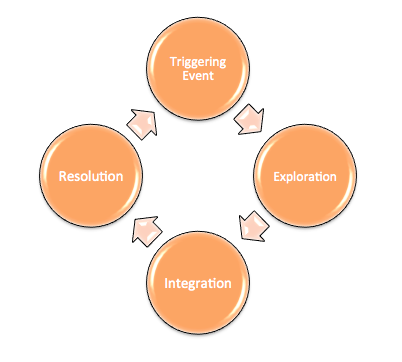 Triggering
Event
Exploration
Integration
Resolution